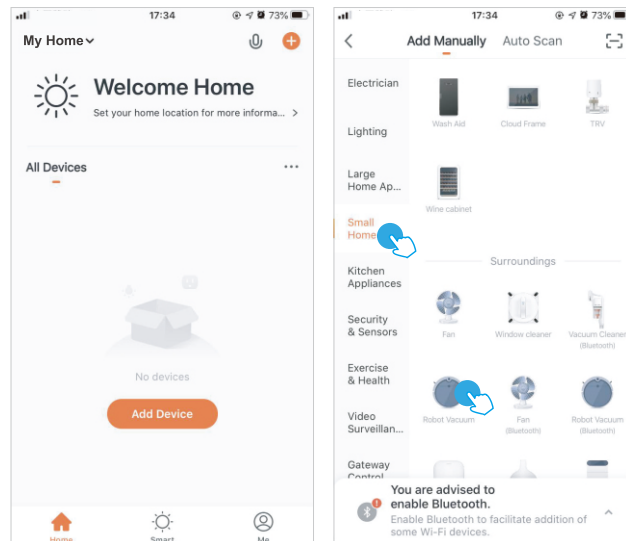 17:34
73%
My Home
Welcome Home
Set your home location for more informa... >
All Devices
...
No devices
Add Device
Home
Smart
Me
17:34
73%
Add Manually
Auto Scan
Electrician
Lighting
Large
Home Ap...
Small
Home
Kitchen
Appliances
Security
& Sensors
Exercise
& Health
Video
Surveillan...
Gateway
Control
Wash Aid
Cloud Frame
TRV
Wine cabinet
Surroundings
Fan
Window cleaner
Vacuum Cleaner
(Bluetooth)
Robot Vacuum
Fan
(Bluetooth)
Robot Vacuum
(Bluetooth)
You are advised to
enable Bluetooth.
Enable Bluetooth to facilitate addition of
some Wi-Fi devices.